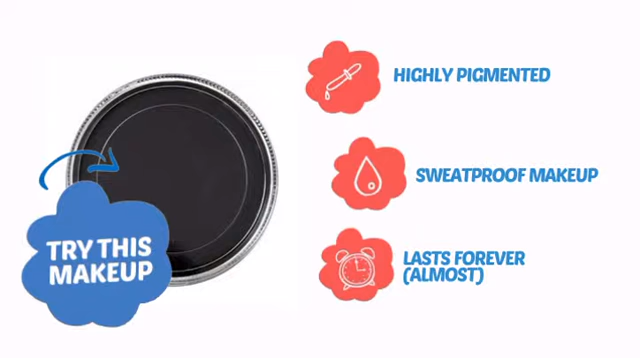 HIGHLY PIGMENTED
SWEATPROOF MAKEUP
TRY THIS
MAKEUP
LASTS FOREVER
(ALMOST)